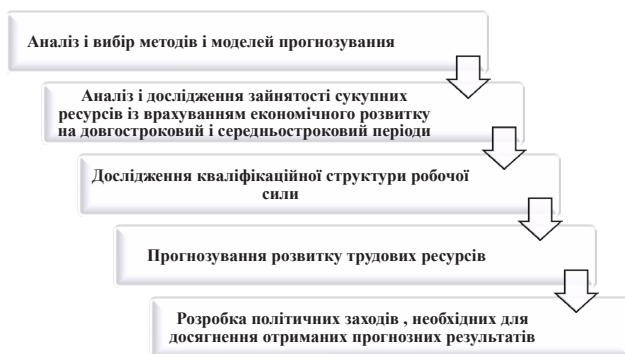 Аналіз і вибір методів і моделей прогнозування
Аналіз і дослідження зайнятості сукупних
ресурсів із врахуванням економічного розвитку
на довгостроковий і середньостроковий періоди
Дослідження кваліфікаційної структури робочої
сили
Прогнозування розвитку трудових ресурсів
Розробка політичних заходів , необхідних для
досягнення отриманих прогнозних результатів